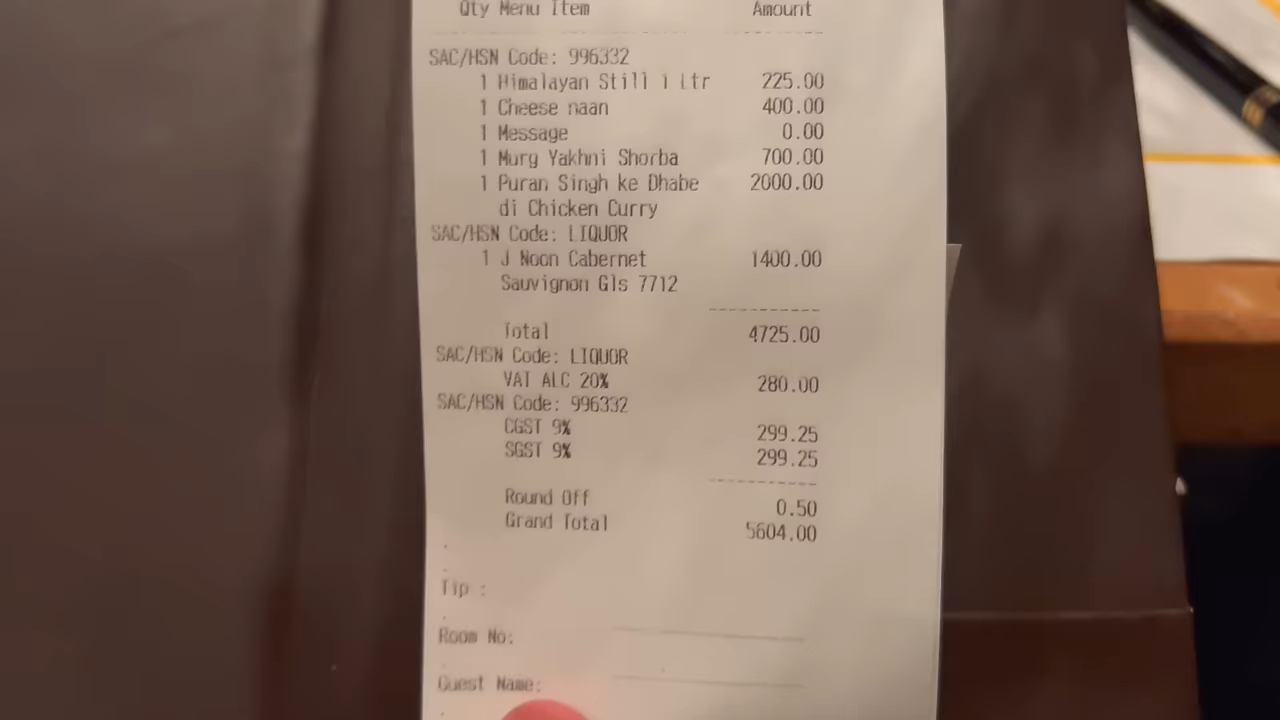 Qty Menu Item Amount
SAC/HSN Code: 996332
1 Himalayan Still 1 Ltr 225.00
1 Cheese naan 400.00
1 Message 0.00
1 Murg Yakhni Shorba 700.00
1 Puran Singh ke Dhabe 2000.00
di Chicken Curry
SAC/HSN Code: LIQUOR
1 J Noon Cabernet 1400.00
Sauvignon Gls 7712
Total 4725.00
SAC/HSN Code: LIQUOR
VAT ALC 20% 280.00
SAC/HSN Code: 996332
CGST 9% 299.25
SGST 9% 299.25
Round Off 0.50
Grand Total 5604.00
Tip :
Room No:
Guest Name: